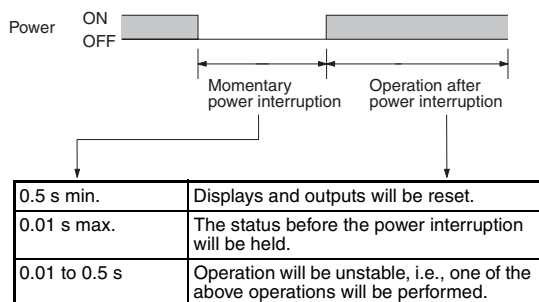 Power
ON
OFF
Momentary
power interruption
Operation after
power interruption
0.5 s min.
Displays and outputs will be reset.
0.01 s max.
The status before the power interruption
will be held.
0.01 to 0.5 s
Operation will be unstable, i.e., one of the
above operations will be performed.